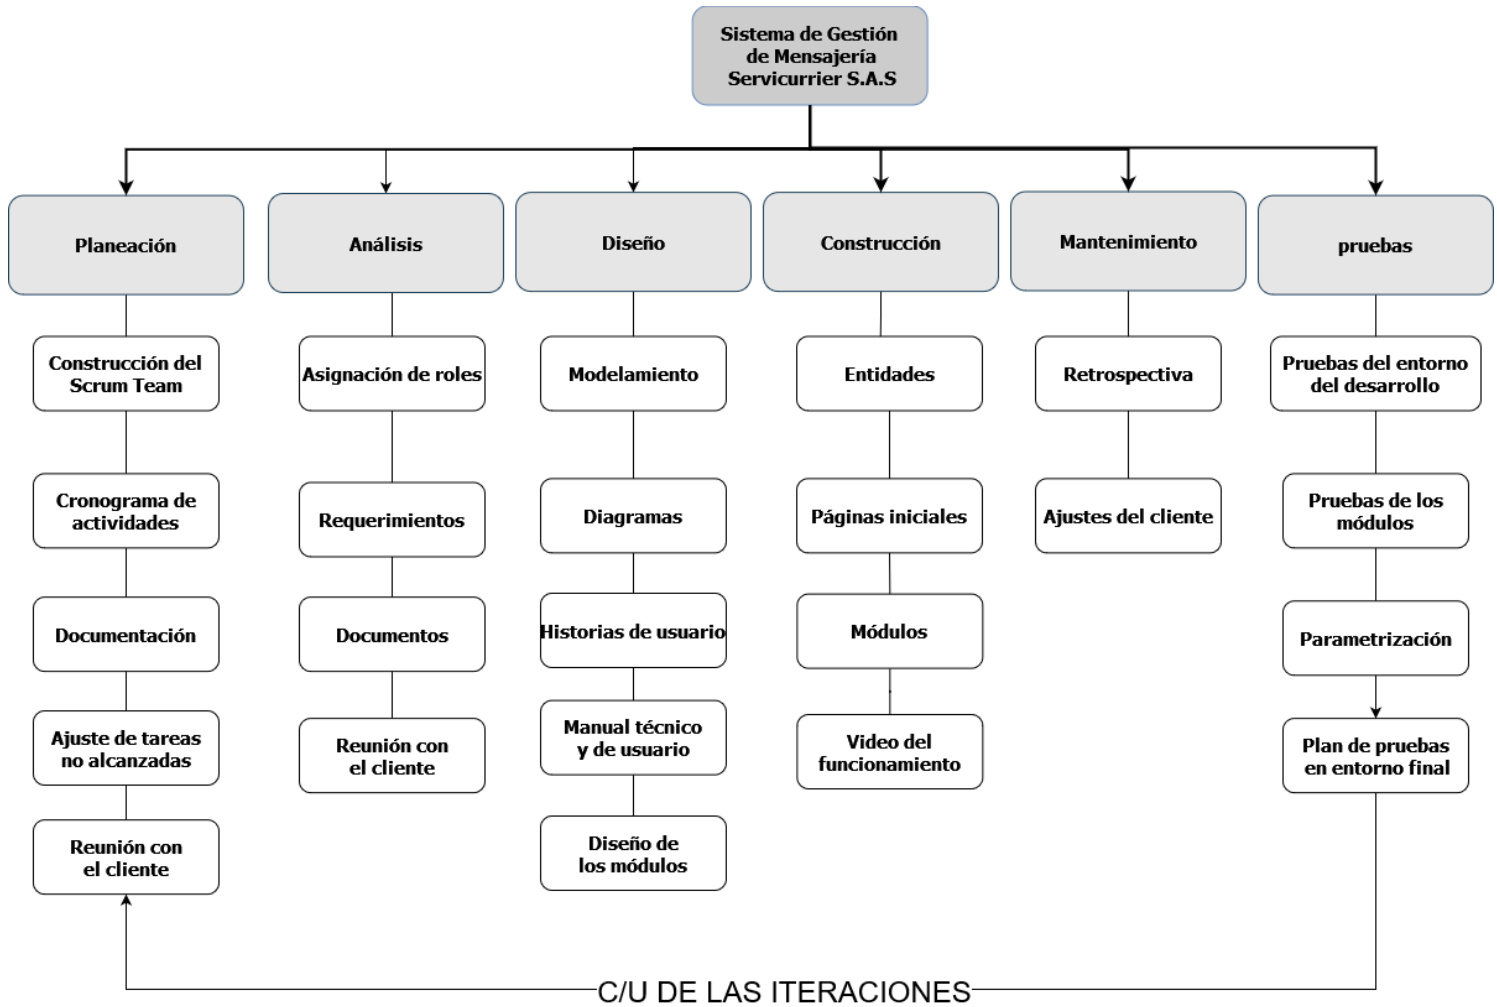 Sistema de Gestión
de Mensajería
Servicurrier S.A.S
Planeación
Análisis
Diseño
Construcción
Mantenimiento
pruebas
Construcción del
Scrum Team
Cronograma de
actividades
Documentación
Ajuste de tareas
no alcanzadas
Reunión con
el cliente
Asignación de roles
Requerimientos
Documentos
Reunión con
el cliente
Modelamiento
Diagramas
Historias de usuario
Manual técnico
y de usuario
Diseño de
los módulos
Entidades
Páginas iniciales
Módulos
Video del
funcionamiento
Retrospectiva
Ajustes del cliente
Pruebas del entorno
del desarrollo
Pruebas de los
módulos
Parametrización
Plan de pruebas
en entorno final
C/U DE LAS ITERACIONES